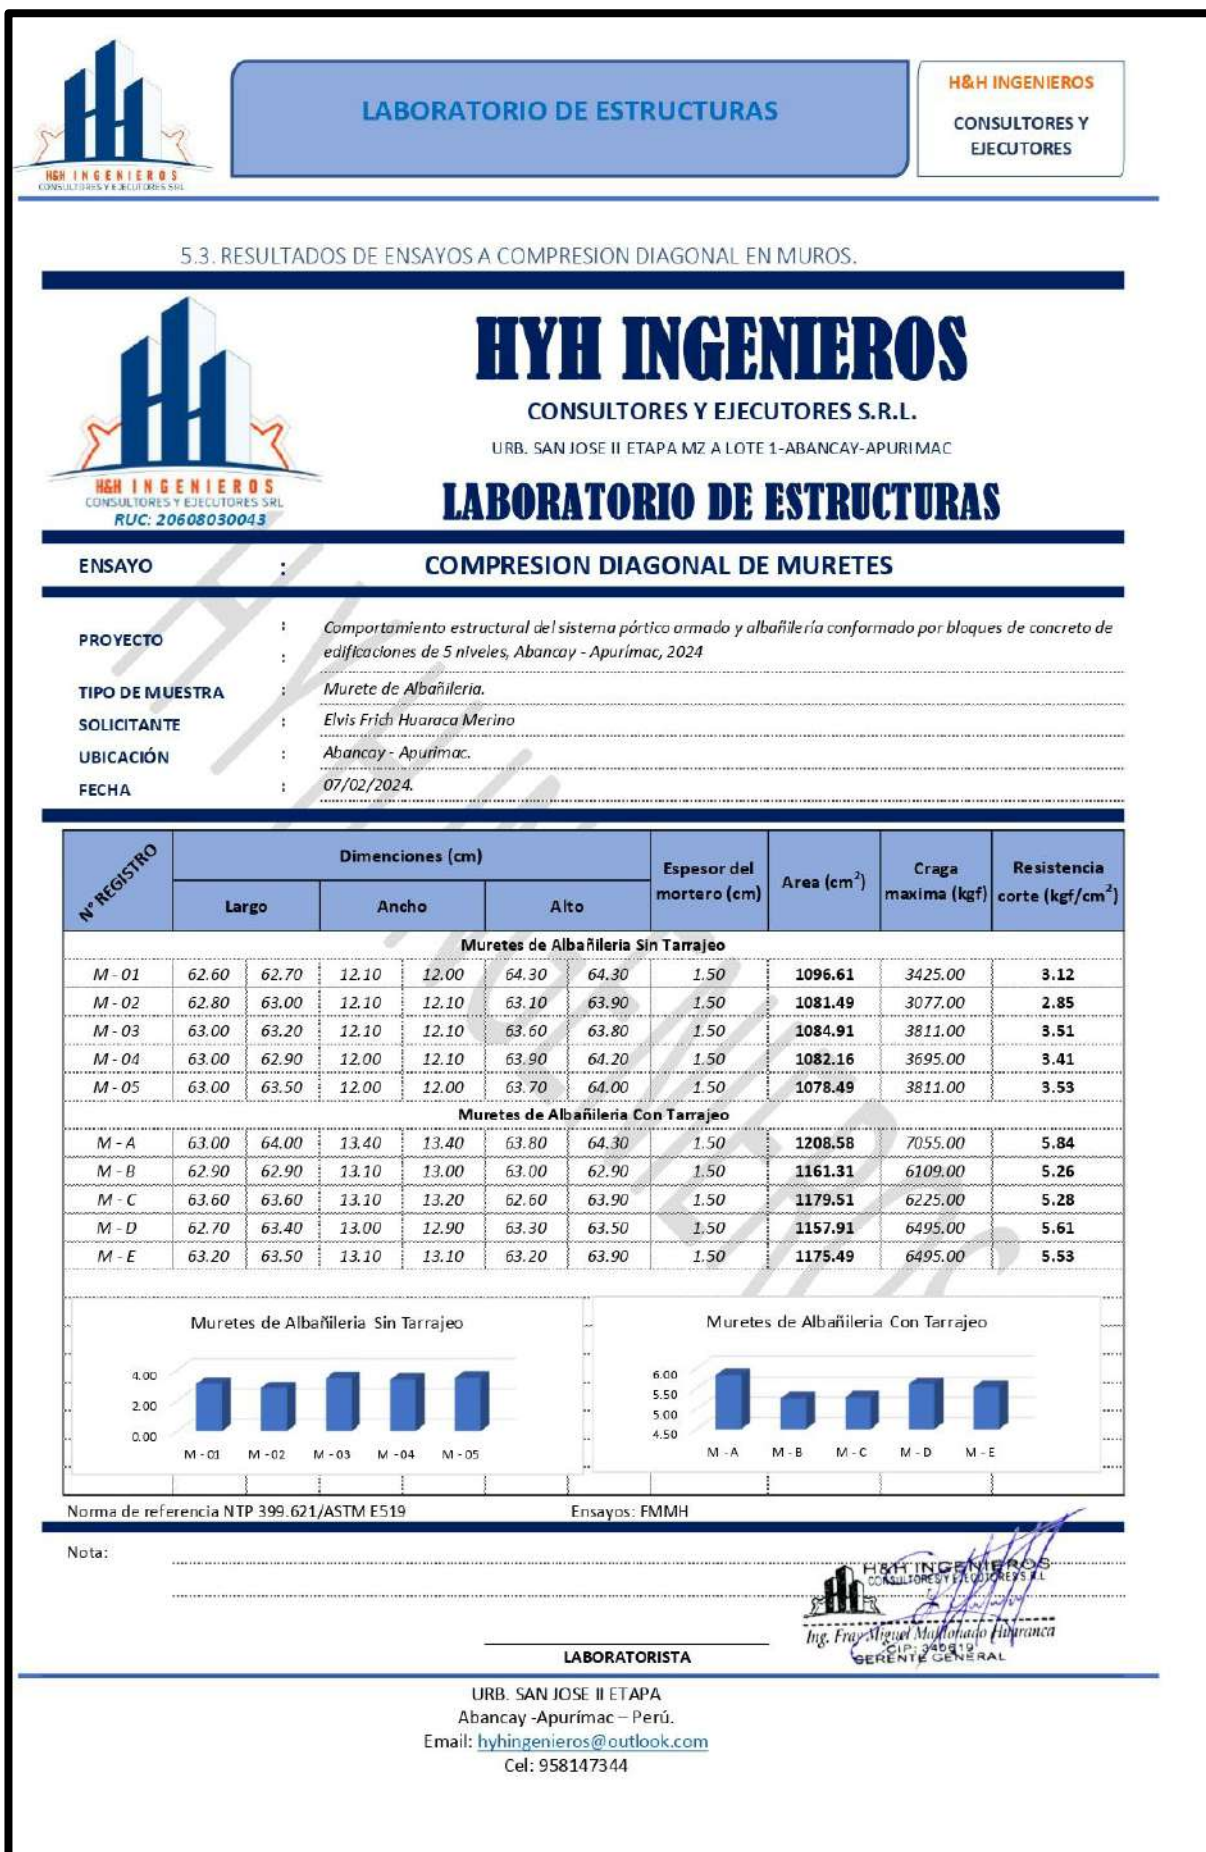 H&H INGENIEROS
CONSULTORES Y EJECUTORES SRL
LABORATORIO DE ESTRUCTURAS
H&H INGENIEROS
CONSULTORES Y
EJECUTORES
5.3. RESULTADOS DE ENSAYOS A COMPRESION DIAGONAL EN MUROS.
HYH INGENIEROS
CONSULTORES Y EJECUTORES S.R.L.
URB. SAN JOSE II ETAPA MZ A LOTE 1-ABANCAY-APURIMAC
LABORATORIO DE ESTRUCTURAS
H&H INGENIEROS
CONSULTORES Y EJECUTORES SRL
RUC: 20608030043
ENSAYO : COMPRESION DIAGONAL DE MURETES
PROYECTO : Comportamiento estructural del sistema pórtico armado y albañilería conformado por bloques de concreto de
: edificaciones de 5 niveles, Abancay - Apurímac, 2024
TIPO DE MUESTRA : Murete de Albañileria.
SOLICITANTE : Elvis Frich Huaraca Merino
UBICACIÓN : Abancay - Apurimac.
FECHA : 07/02/2024.
N° REGISTRO Dimenciones (cm) Espesor del mortero (cm) Area (cm²) Craga maxima (kgf) Resistencia corte (kgf/cm²)
Largo Ancho Alto
Muretes de Albañileria Sin Tarrajeo
M - 01 62.60 62.70 12.10 12.00 64.30 64.30 1.50 1096.61 3425.00 3.12
M - 02 62.80 63.00 12.10 12.10 63.10 63.90 1.50 1081.49 3077.00 2.85
M - 03 63.00 63.20 12.10 12.10 63.60 63.80 1.50 1084.91 3811.00 3.51
M - 04 63.00 62.90 12.00 12.10 63.90 64.20 1.50 1082.16 3695.00 3.41
M - 05 63.00 63.50 12.00 12.00 63.70 64.00 1.50 1078.49 3811.00 3.53
Muretes de Albañileria Con Tarrajeo
M - A 63.00 64.00 13.40 13.40 63.80 64.30 1.50 1208.58 7055.00 5.84
M - B 62.90 62.90 13.10 13.00 63.00 62.90 1.50 1161.31 6109.00 5.26
M - C 63.60 63.60 13.10 13.20 62.60 63.90 1.50 1179.51 6225.00 5.28
M - D 62.70 63.40 13.00 12.90 63.30 63.50 1.50 1157.91 6495.00 5.61
M - E 63.20 63.50 13.10 13.10 63.20 63.90 1.50 1175.49 6495.00 5.53
Muretes de Albañileria Sin Tarrajeo
4.00
2.00
0.00
M - 01 M - 02 M - 03 M - 04 M - 05
Muretes de Albañileria Con Tarrajeo
6.00
5.50
5.00
4.50
M - A M - B M - C M - D M - E
Norma de referencia NTP 399.621/ASTM E519 Ensayos: FMMH
Nota:
H&H INGENIEROS
CONSULTORES Y EJECUTORES S.R.L
Ing. Fray Miguel Maldonado Huaranca
GERENTE GENERAL
LABORATORISTA
URB. SAN JOSE II ETAPA
Abancay -Apurímac – Perú.
Email: hyhingenieros@outlook.com
Cel: 958147344
HYH INGENIEROS